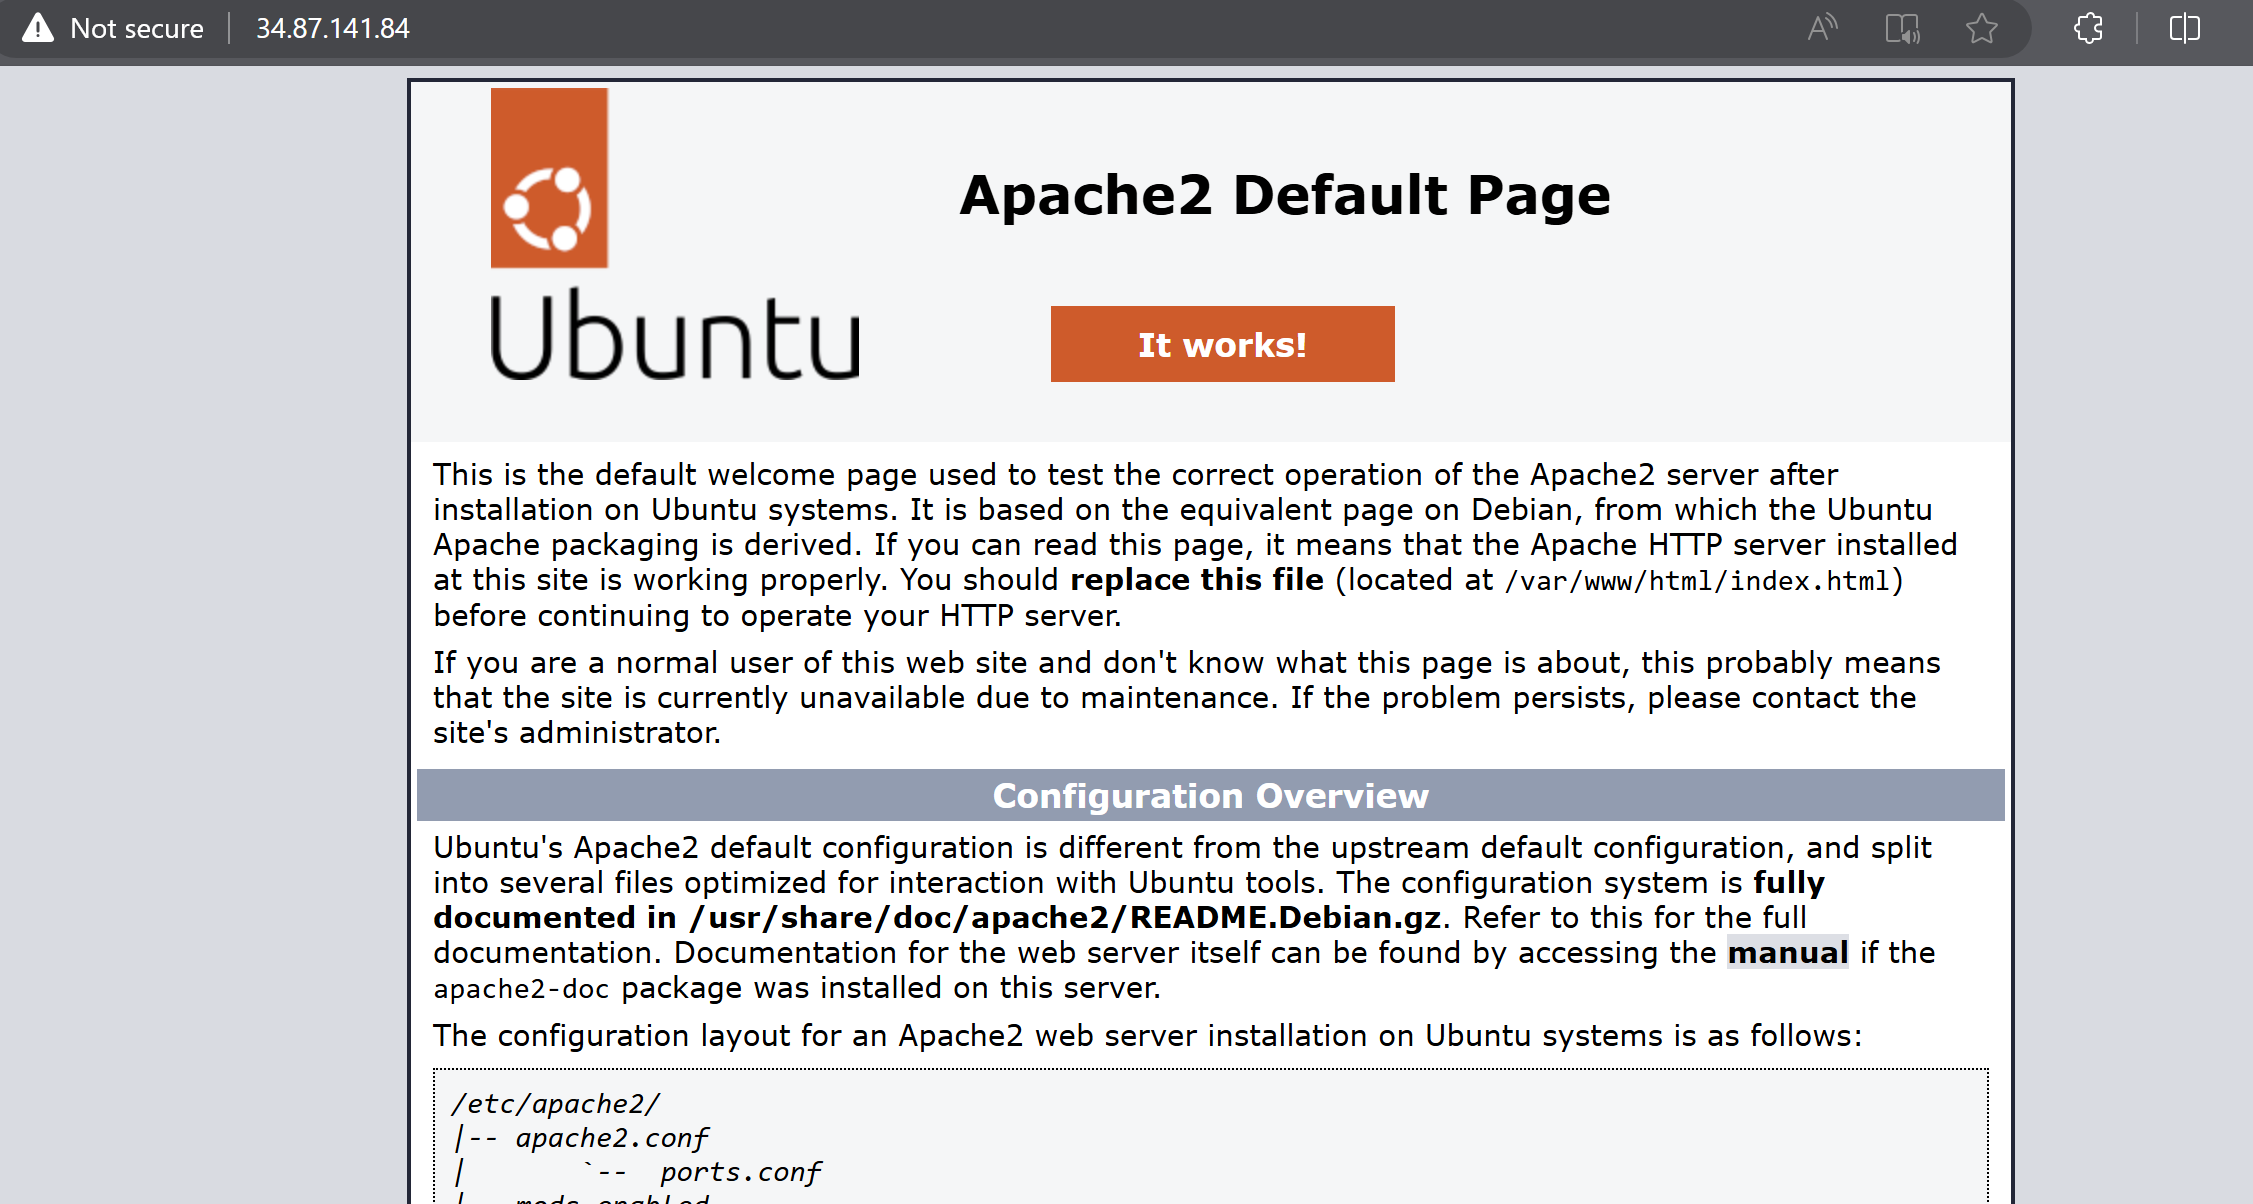 Not secure
34.87.141.84
Apache2 Default Page
Ubuntu
It works!
This is the default welcome page used to test the correct operation of the Apache2 server after
installation on Ubuntu systems. It is based on the equivalent page on Debian, from which the Ubuntu
Apache packaging is derived. If you can read this page, it means that the Apache HTTP server installed
at this site is working properly. You should replace this file (located at /var/www/html/index.html)
before continuing to operate your HTTP server.
If you are a normal user of this web site and don't know what this page is about, this probably means
that the site is currently unavailable due to maintenance. If the problem persists, please contact the
site's administrator.
Configuration Overview
Ubuntu's Apache2 default configuration is different from the upstream default configuration, and split
into several files optimized for interaction with Ubuntu tools. The configuration system is fully
documented in /usr/share/doc/apache2/README.Debian.gz. Refer to this for the full
documentation. Documentation for the web server itself can be found by accessing the manual if the
apache2-doc package was installed on this server.
The configuration layout for an Apache2 web server installation on Ubuntu systems is as follows:
/etc/apache2/
|-- apache2.conf
|       `--  ports.conf
|-- mods-enabled